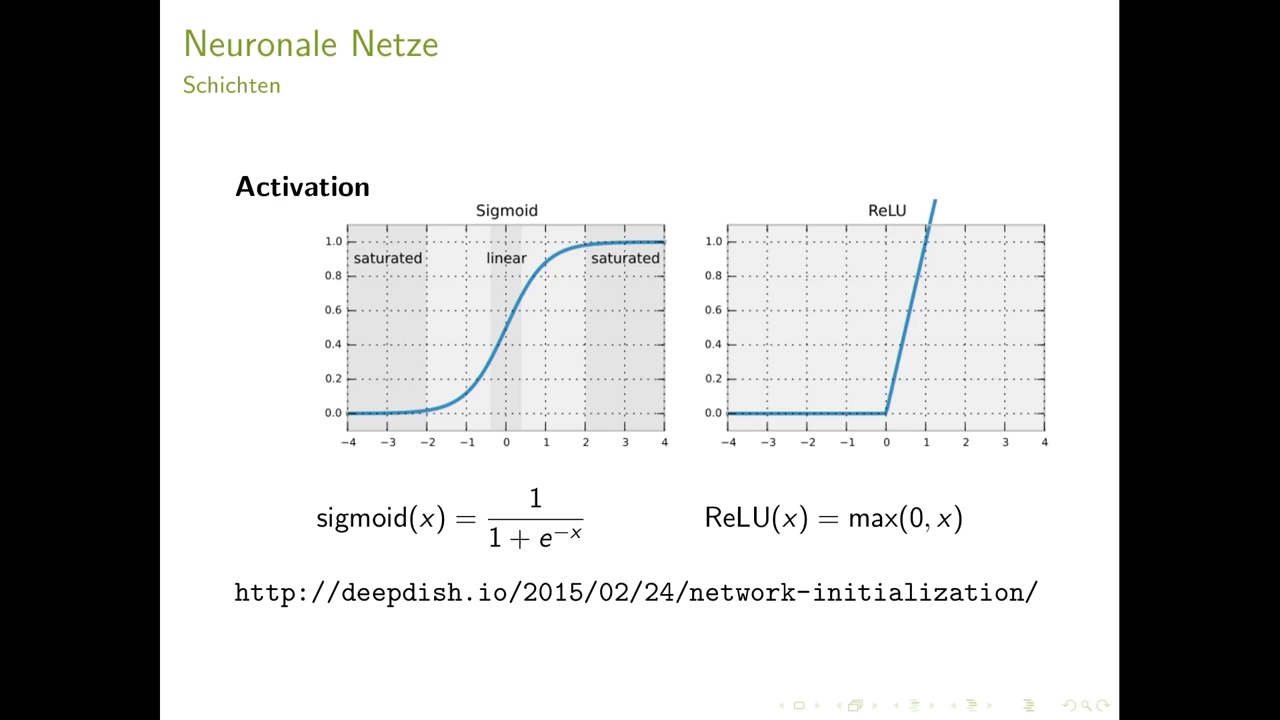 Neuronale Netze
Schichten
Activation
Sigmoid
ReLU
1.0
0.8
0.6
0.4
0.2
0.0
saturated linear saturated
−4 −3 −2 −1 0 1 2 3 4
1.0
0.8
0.6
0.4
0.2
0.0
−4 −3 −2 −1 0 1 2 3 4
sigmoid(x) = 1 / (1 + e^{−x})
ReLU(x) = max(0, x)
http://deepdish.io/2015/02/24/network-initialization/